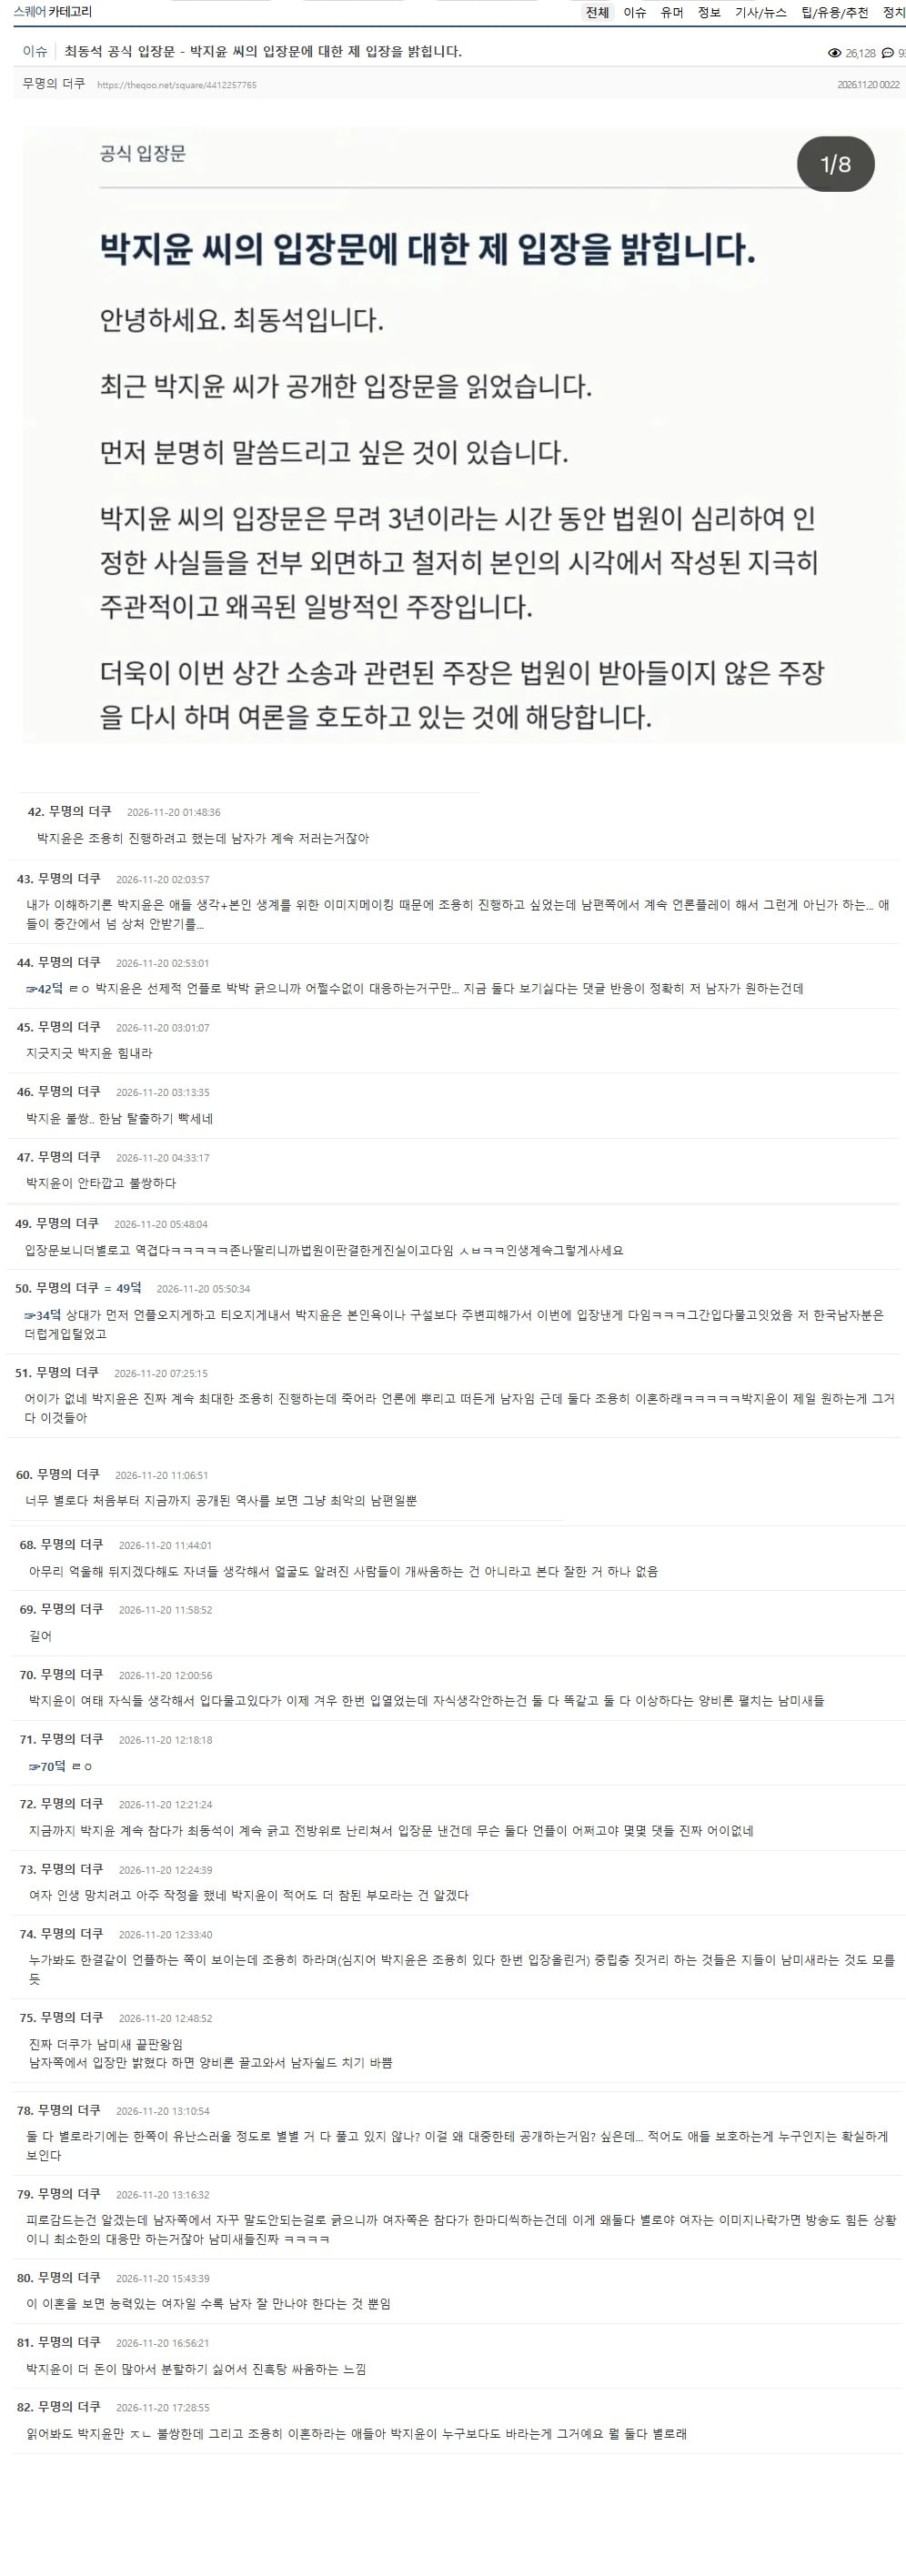 스퀘어 카테고리
전체 이슈 유머 정보 기사/뉴스 팁/유용/추천 정치
이슈 최동석 공식 입장문 - 박지윤 씨의 입장문에 대한 제 입장을 밝힙니다.
26,128
무명의 더쿠 https://theqoo.net/square/4412257765
2026.11.20 00:22
공식 입장문
1/8
박지윤 씨의 입장문에 대한 제 입장을 밝힙니다.
안녕하세요. 최동석입니다.
최근 박지윤 씨가 공개한 입장문을 읽었습니다.
먼저 분명히 말씀드리고 싶은 것이 있습니다.
박지윤 씨의 입장문은 무려 3년이라는 시간 동안 법원이 심리하여 인
정한 사실들을 전부 외면하고 철저히 본인의 시각에서 작성된 지극히
주관적이고 왜곡된 일방적인 주장입니다.
더욱이 이번 상간 소송과 관련된 주장은 법원이 받아들이지 않은 주장
을 다시 하며 여론을 호도하고 있는 것에 해당합니다.
42. 무명의 더쿠 2026-11-20 01:48:36
박지윤은 조용히 진행하려고 했는데 남자가 계속 저러는거잖아
43. 무명의 더쿠 2026-11-20 02:03:57
내가 이해하기론 박지윤은 애들 생각+본인 생계를 위한 이미지메이킹 때문에 조용히 진행하고 싶었는데 남편쪽에서 계속 언론플레이 해서 그런게 아닌가 하는... 애
들이 중간에서 넘 상처 안받기를...
44. 무명의 더쿠 2026-11-20 02:53:01
☞42덬 ㄹㅇ 박지윤은 선제적 언플로 박박 긁으니까 어쩔수없이 대응하는거구만... 지금 둘다 보기싫다는 댓글 반응이 정확히 저 남자가 원하는건데
45. 무명의 더쿠 2026-11-20 03:01:07
지긋지긋 박지윤 힘내라
46. 무명의 더쿠 2026-11-20 03:13:35
박지윤 불쌍.. 한남 탈출하기 빡세네
47. 무명의 더쿠 2026-11-20 04:33:17
박지윤이 안타깝고 불쌍하다
49. 무명의 더쿠 2026-11-20 05:48:04
입장문보니더별로고 역겹다ㅋㅋㅋㅋㅋ존나딸리니까법원이판결한게진실이고다임 ㅅㅂㅋㅋ인생계속그렇게사세요
50. 무명의 더쿠 = 49덬 2026-11-20 05:50:34
☞34덬 상대가 먼저 언플오지게하고 티오지게내서 박지윤은 본인욕이나 구설보다 주변피해가서 이번에 입장낸게 다임ㅋㅋㅋ그간입다물고잇었음 저 한국남자분은
더럽게입털었고
51. 무명의 더쿠 2026-11-20 07:25:15
어이가 없네 박지윤은 진짜 계속 최대한 조용히 진행하는데 죽어라 언론에 뿌리고 떠든게 남자임 근데 둘다 조용히 이혼하래ㅋㅋㅋㅋㅋ박지윤이 제일 원하는게 그거
다 이것들아
60. 무명의 더쿠 2026-11-20 11:06:51
너무 별로다 처음부터 지금까지 공개된 역사를 보면 그냥 최악의 남편일뿐
68. 무명의 더쿠 2026-11-20 11:44:01
아무리 억울해 뒤지겠다해도 자녀들 생각해서 얼굴도 알려진 사람들이 개싸움하는 건 아니라고 본다 잘한 거 하나 없음
69. 무명의 더쿠 2026-11-20 11:58:52
길어
70. 무명의 더쿠 2026-11-20 12:00:56
박지윤이 여태 자식들 생각해서 입다물고있다가 이제 겨우 한번 입열었는데 자식생각안하는건 둘 다 똑같고 둘 다 이상하다는 양비론 펼치는 남미새들
71. 무명의 더쿠 2026-11-20 12:18:18
☞70덬 ㄹㅇ
72. 무명의 더쿠 2026-11-20 12:21:24
지금까지 박지윤 계속 참다가 최동석이 계속 긁고 전방위로 난리쳐서 입장문 낸건데 무슨 둘다 언플이 어쩌고야 몇몇 댓들 진짜 어이없네
73. 무명의 더쿠 2026-11-20 12:24:39
여자 인생 망치려고 아주 작정을 했네 박지윤이 적어도 더 참된 부모라는 건 알겠다
74. 무명의 더쿠 2026-11-20 12:33:40
누가봐도 한결같이 언플하는 쪽이 보이는데 조용히 하라며(심지어 박지윤은 조용히 있다 한번 입장올린거) 중립충 짓거리 하는 것들은 지들이 남미새라는 것도 모를
듯
75. 무명의 더쿠 2026-11-20 12:48:52
진짜 더쿠가 남미새 끝판왕임
남자쪽에서 입장만 밝혔다 하면 양비론 끌고와서 남자쉴드 치기 바쁨
78. 무명의 더쿠 2026-11-20 13:10:54
둘 다 별로라기에는 한쪽이 유난스러울 정도로 별별 거 다 풀고 있지 않나? 이걸 왜 대중한테 공개하는거임? 싶은데... 적어도 애들 보호하는게 누구인지는 확실하게
보인다
79. 무명의 더쿠 2026-11-20 13:16:32
피로감드는건 알겠는데 남자쪽에서 자꾸 말도안되는걸로 긁으니까 여자쪽은 참다가 한마디씩하는건데 이게 왜둘다 별로야 여자는 이미지나락가면 방송도 힘든 상황
이니 최소한의 대응만 하는거잖아 남미새들진짜 ㅋㅋㅋㅋ
80. 무명의 더쿠 2026-11-20 15:43:39
이 이혼을 보면 능력있는 여자일 수록 남자 잘 만나야 한다는 것 뿐임
81. 무명의 더쿠 2026-11-20 16:56:21
박지윤이 더 돈이 많아서 분할하기 싫어서 진흙탕 싸움하는 느낌
82. 무명의 더쿠 2026-11-20 17:28:55
읽어봐도 박지윤만 ㅈㄴ 불쌍한데 그리고 조용히 이혼하라는 애들아 박지윤이 누구보다도 바라는게 그거예요 뭘 둘다 별로래